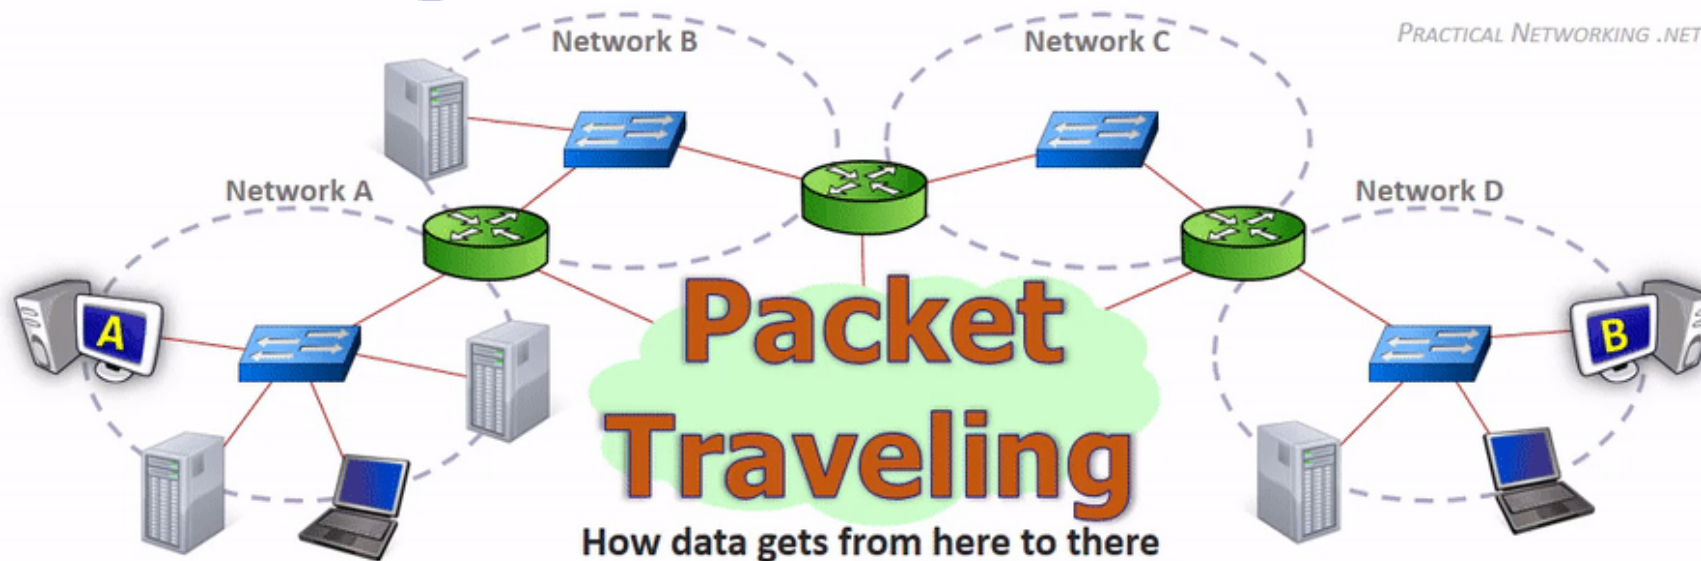 Network B
Network C
PRACTICAL NETWORKING .NET
Network A
Network D
A
B
Packet
Traveling
How data gets from here to there